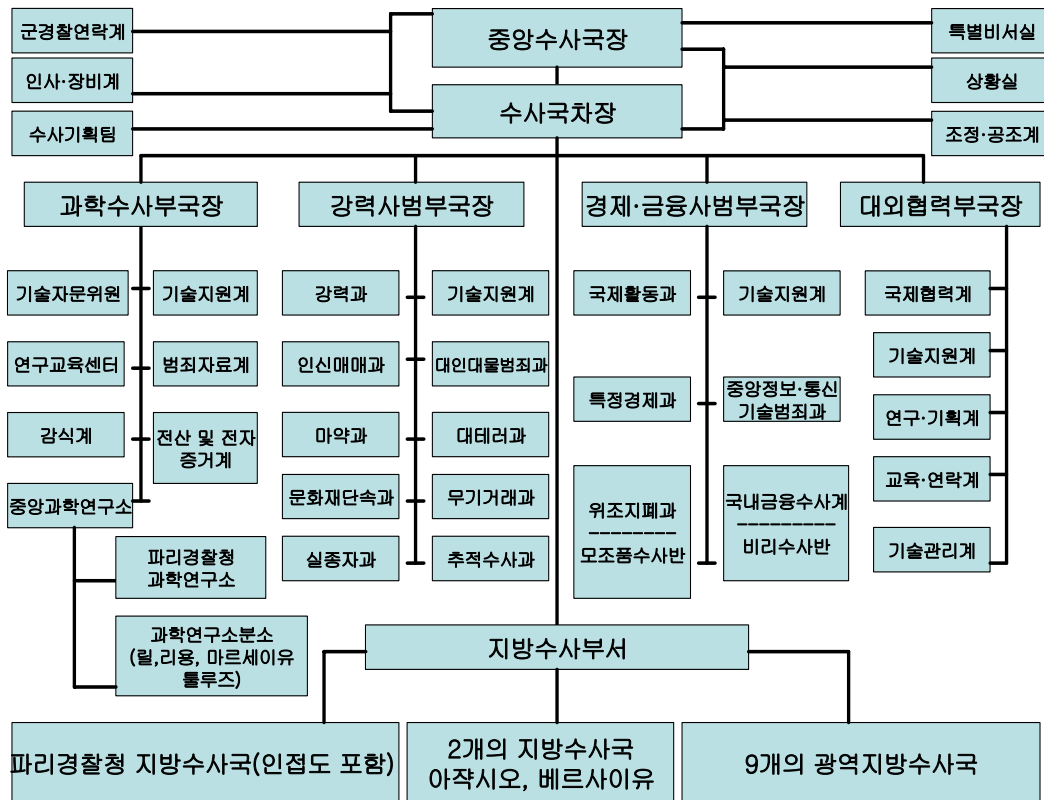 군경찰연락계
중앙수사국장
특별비서실
인사·장비계
상황실
수사국차장
수사기획팀
조정·공조계
과학수사부국장
강력사범부국장
경제·금융사범부국장
대외협력부국장
기술자문위원
기술지원계
강력과
기술지원계
국제활동과
기술지원계
국제협력계
연구교육센터
범죄자료계
인신매매과
대인대물범죄과
기술지원계
특정경제과
중앙정보·통신
기술범죄과
감식계
전산 및 전자
증거계
마약과
대테러과
연구·기획계
중앙과학연구소
문화재단속과
무기거래과
위조지폐과
--------
모조품수사반
국내금융수사계
---------
비리수사반
교육·연락계
파리경찰청
과학연구소
실종자과
추적수사과
기술관리계
과학연구소분소
(릴,리용, 마르세이유
툴루즈)
지방수사부서
파리경찰청 지방수사국(인접도 포함)
2개의 지방수사국
아쟉시오, 베르사이유
9개의 광역지방수사국